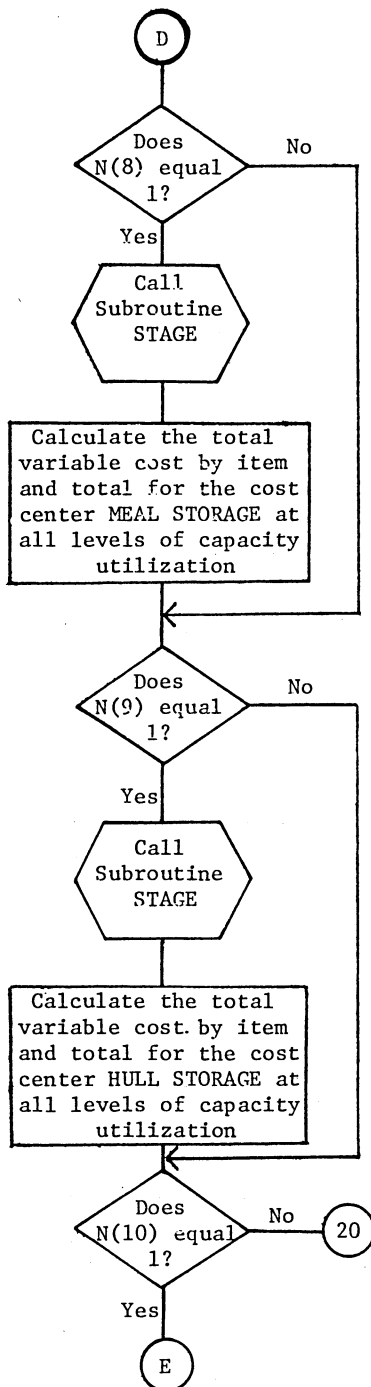 D
Does
N(8) equal
1?
No
Yes
Call
Subroutine
STAGE
Calculate the total
variable cost by item
and total for the cost
center MEAL STORAGE at
all levels of capacity
utilization
Does
N(9) equal
1?
No
Yes
Call
Subroutine
STAGE
Calculate the total
variable cost. by item
and total for the cost
center HULL STORAGE at
all levels of capacity
utilization
Does
N(10) equal
1?
No
20
Yes
E